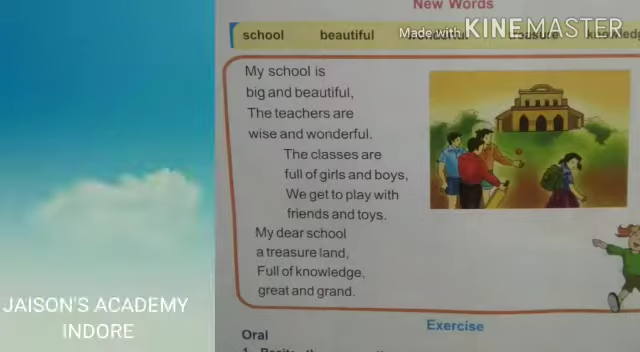 New Words
school beautiful wonderful treasure
Made with KINEMASTER
My school is
big and beautiful,
The teachers are
wise and wonderful.
The classes are
full of girls and boys,
We get to play with
friends and toys.
My dear school
a treasure land,
Full of knowledge,
great and grand.
Exercise
Oral
JAISON'S ACADEMY
INDORE